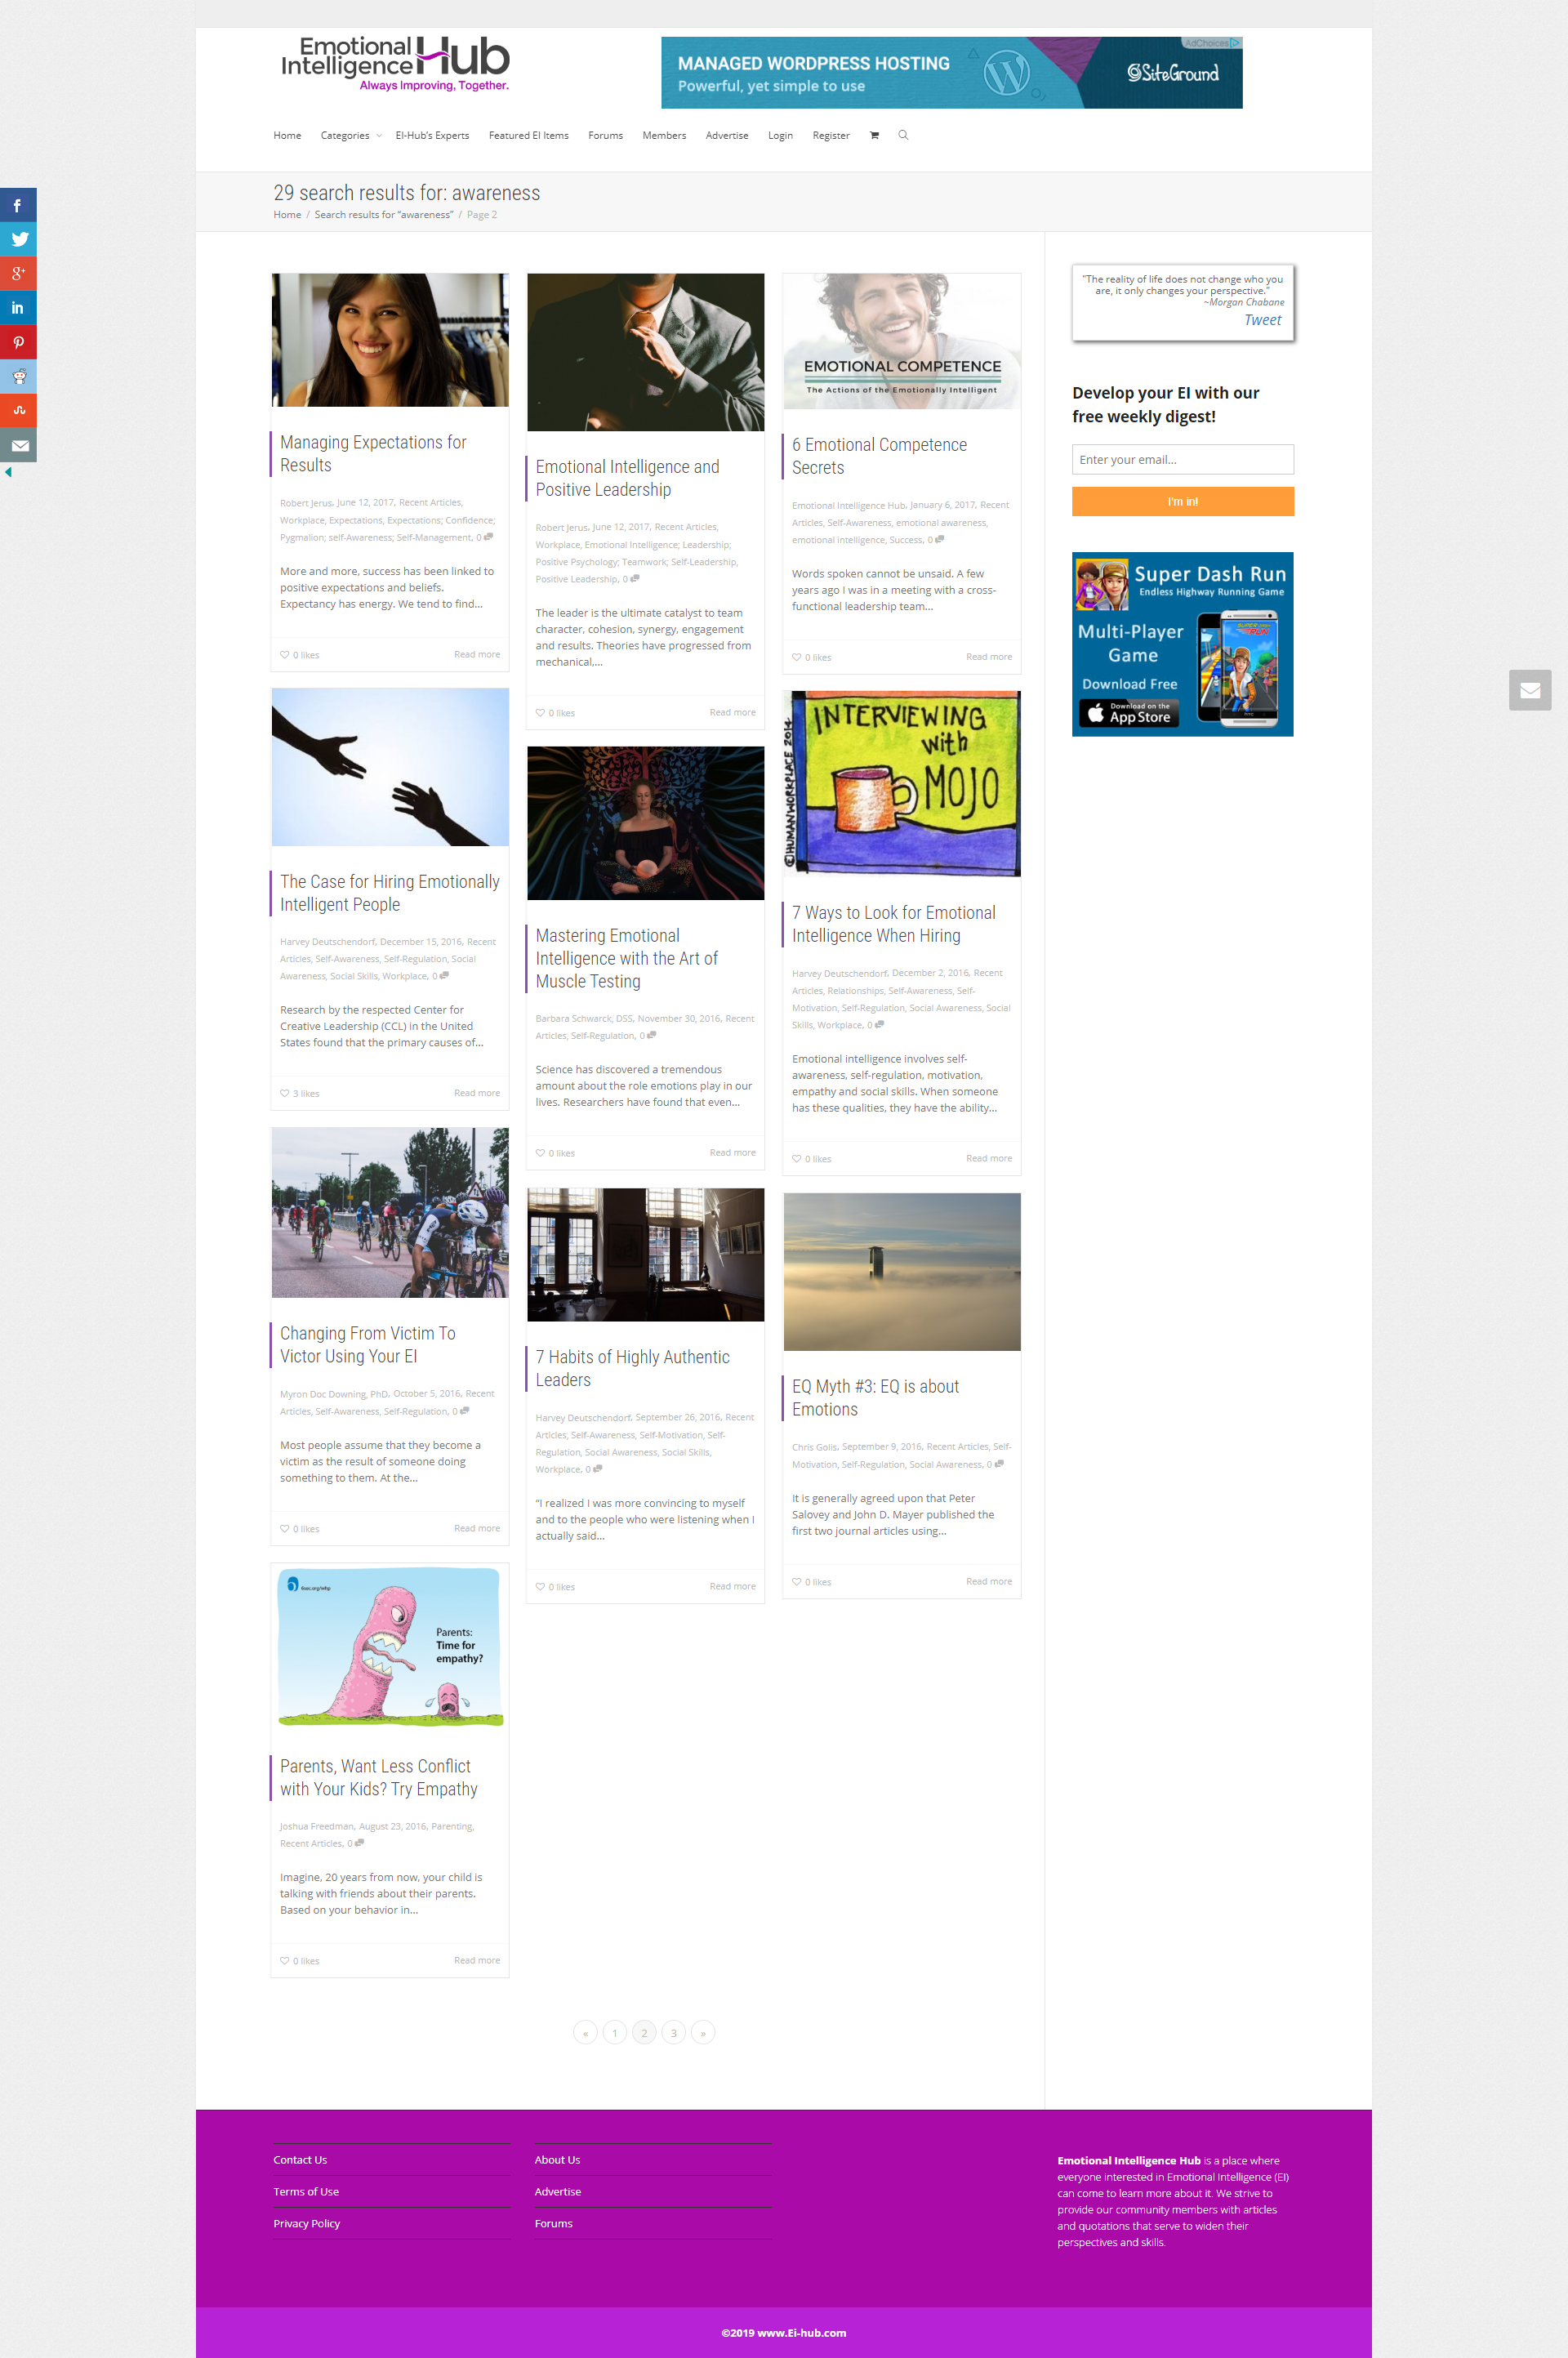 Emotional
Intelligence Hub
Always Improving, Together.
AdChoices
MANAGED WORDPRESS HOSTING
Powerful, yet simple to use
SiteGround
Home Categories EI-Hub's Experts Featured EI Items Forums Members Advertise Login Register
29 search results for: awareness
Home / Search results for "awareness" / Page 2
Managing Expectations for
Results
Robert Jerus, June 12, 2017, Recent Articles,
Workplace, Expectations, Expectations; Confidence;
Pygmalion; self-Awareness; Self-Management, 0
More and more, success has been linked to
positive expectations and beliefs.
Expectancy has energy. We tend to find...
0 likes Read more
Emotional Intelligence and
Positive Leadership
Robert Jerus, June 12, 2017, Recent Articles,
Workplace, Emotional Intelligence; Leadership;
Positive Psychology; Teamwork; Self-Leadership,
Positive Leadership, 0
The leader is the ultimate catalyst to team
character, cohesion, synergy, engagement
and results. Theories have progressed from
mechanical,...
0 likes Read more
EMOTIONAL COMPETENCE
The Actions of the Emotionally Intelligent
6 Emotional Competence
Secrets
Emotional Intelligence Hub, January 6, 2017, Recent
Articles, Self-Awareness, emotional awareness,
emotional intelligence, Success, 0
Words spoken cannot be unsaid. A few
years ago I was in a meeting with a cross-
functional leadership team...
0 likes Read more
The Case for Hiring Emotionally
Intelligent People
Harvey Deutschendorf, December 15, 2016, Recent
Articles, Self-Awareness, Self-Regulation, Social
Awareness, Social Skills, Workplace, 0
Research by the respected Center for
Creative Leadership (CCL) in the United
States found that the primary causes of...
3 likes Read more
Mastering Emotional
Intelligence with the Art of
Muscle Testing
Barbara Schwarck, DSS, November 30, 2016, Recent
Articles, Self-Regulation, 0
Science has discovered a tremendous
amount about the role emotions play in our
lives. Researchers have found that even...
0 likes Read more
INTERVIEWING
with
MOJO
©HUMANWORKPLACE 2014
7 Ways to Look for Emotional
Intelligence When Hiring
Harvey Deutschendorf, December 2, 2016, Recent
Articles, Relationships, Self-Awareness, Self-
Motivation, Self-Regulation, Social Awareness, Social
Skills, Workplace, 0
Emotional intelligence involves self-
awareness, self-regulation, motivation,
empathy and social skills. When someone
has these qualities, they have the ability...
0 likes Read more
Changing From Victim To
Victor Using Your EI
Myron Doc Downing, PhD, October 5, 2016, Recent
Articles, Self-Awareness, Self-Regulation, 0
Most people assume that they become a
victim as the result of someone doing
something to them. At the...
0 likes Read more
7 Habits of Highly Authentic
Leaders
Harvey Deutschendorf, September 26, 2016, Recent
Articles, Self-Awareness, Self-Motivation, Self-
Regulation, Social Awareness, Social Skills,
Workplace, 0
"I realized I was more convincing to myself
and to the people who were listening when I
actually said...
0 likes Read more
EQ Myth #3: EQ is about
Emotions
Chris Golis, September 9, 2016, Recent Articles, Self-
Motivation, Self-Regulation, Social Awareness, 0
It is generally agreed upon that Peter
Salovey and John D. Mayer published the
first two journal articles using...
0 likes Read more
Parents:
Time for
empathy?
Parents, Want Less Conflict
with Your Kids? Try Empathy
Joshua Freedman, August 23, 2016, Parenting,
Recent Articles, 0
Imagine, 20 years from now, your child is
talking with friends about their parents.
Based on your behavior in...
0 likes Read more
« 1 2 3 »
"The reality of life does not change who you
are, it only changes your perspective."
~Morgan Chabane
Tweet
Develop your EI with our
free weekly digest!
Enter your email...
I'm in!
Super Dash Run
Endless Highway Running Game
Multi-Player
Game
Download Free
Download on the
App Store
Contact Us
Terms of Use
Privacy Policy
About Us
Advertise
Forums
Emotional Intelligence Hub is a place where
everyone interested in Emotional Intelligence (EI)
can come to learn more about it. We strive to
provide our community members with articles
and quotations that serve to widen their
perspectives and skills.
©2019 www.Ei-hub.com